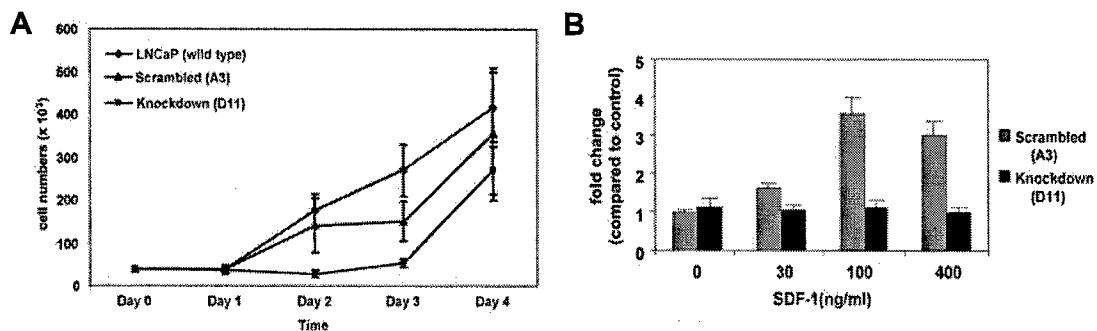 A
600
500
400
300
200
100
0
cell numbers (x 10³)
LNCaP (wild type)
Scrambled (A3)
Knockdown (D11)
Day 0 Day 1 Day 2 Day 3 Day 4
Time
B
5
4
3
2
1
0
fold change
(compared to control)
0 30 100 400
SDF-1(ng/ml)
Scrambled
(A3)
Knockdown
(D11)